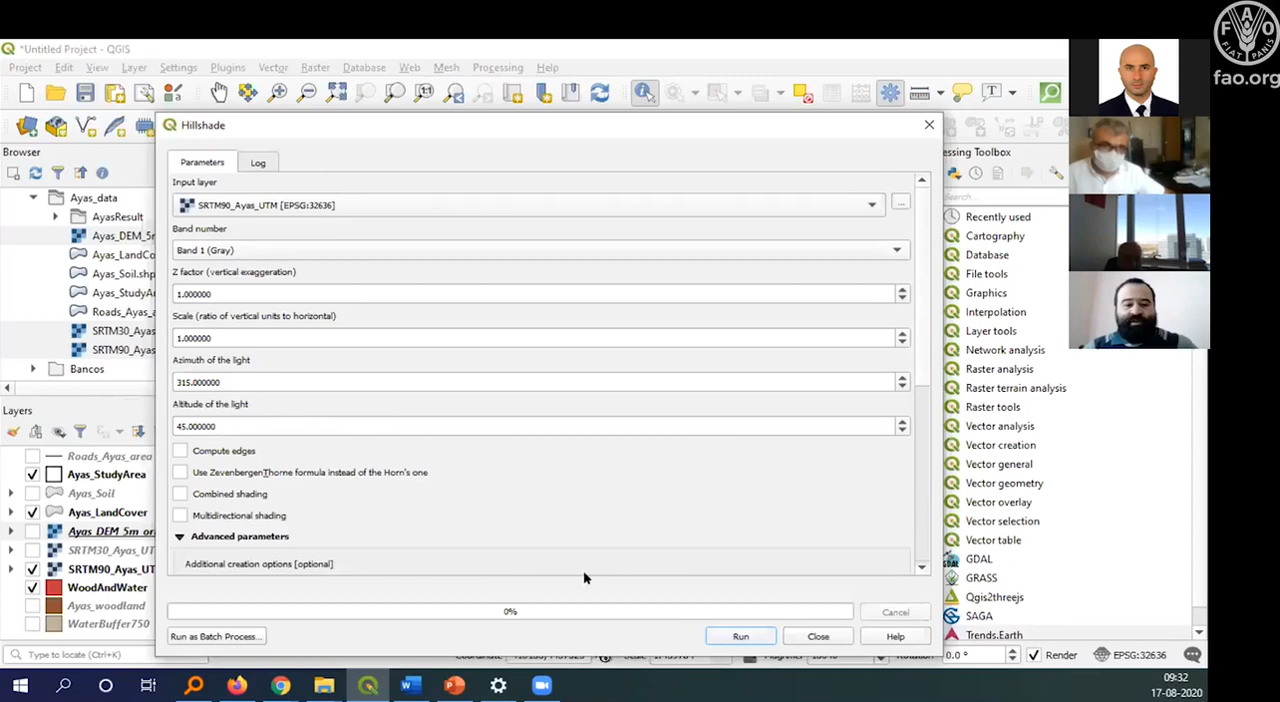 *Untitled Project - QGIS
Project Edit View Layer Settings Plugins Vector Raster Database Web Mesh Processing Help
FAO
FIAT PANIS
fao.org
Browser
Ayas_data
AyasResult
Ayas_DEM_5m
Ayas_LandCo
Ayas_Soil.shp
Ayas_StudyAr
Roads_Ayas_a
SRTM30_Ayas
SRTM90_Ayas
Bancos
Layers
Roads_Ayas_area
Ayas_StudyArea
Ayas_Soil
Ayas_LandCover
Ayas_DEM_5m_or
SRTM30_Ayas_UT
SRTM90_Ayas_UT
WoodAndWater
Ayas_woodland
WaterBuffer750
Type to locate (Ctrl+K)
Hillshade
Parameters Log
Input layer
SRTM90_Ayas_UTM [EPSG:32636]
...
Band number
Band 1 (Gray)
Z factor (vertical exaggeration)
1.000000
Scale (ratio of vertical units to horizontal)
1.000000
Azimuth of the light
315.000000
Altitude of the light
45.000000
Compute edges
Use ZevenbergenThorne formula instead of the Horn's one
Combined shading
Multidirectional shading
Advanced parameters
Additional creation options [optional]
0%
Cancel
Run as Batch Process...
Run
Close
Help
essing Toolbox
Search...
Recently used
Cartography
Database
File tools
Graphics
Interpolation
Layer tools
Network analysis
Raster analysis
Raster terrain analysis
Raster tools
Vector analysis
Vector creation
Vector general
Vector geometry
Vector overlay
Vector selection
Vector table
GDAL
GRASS
Qgis2threejs
SAGA
Trends.Earth
0.0 °
Render
EPSG:32636
09:32
17-08-2020